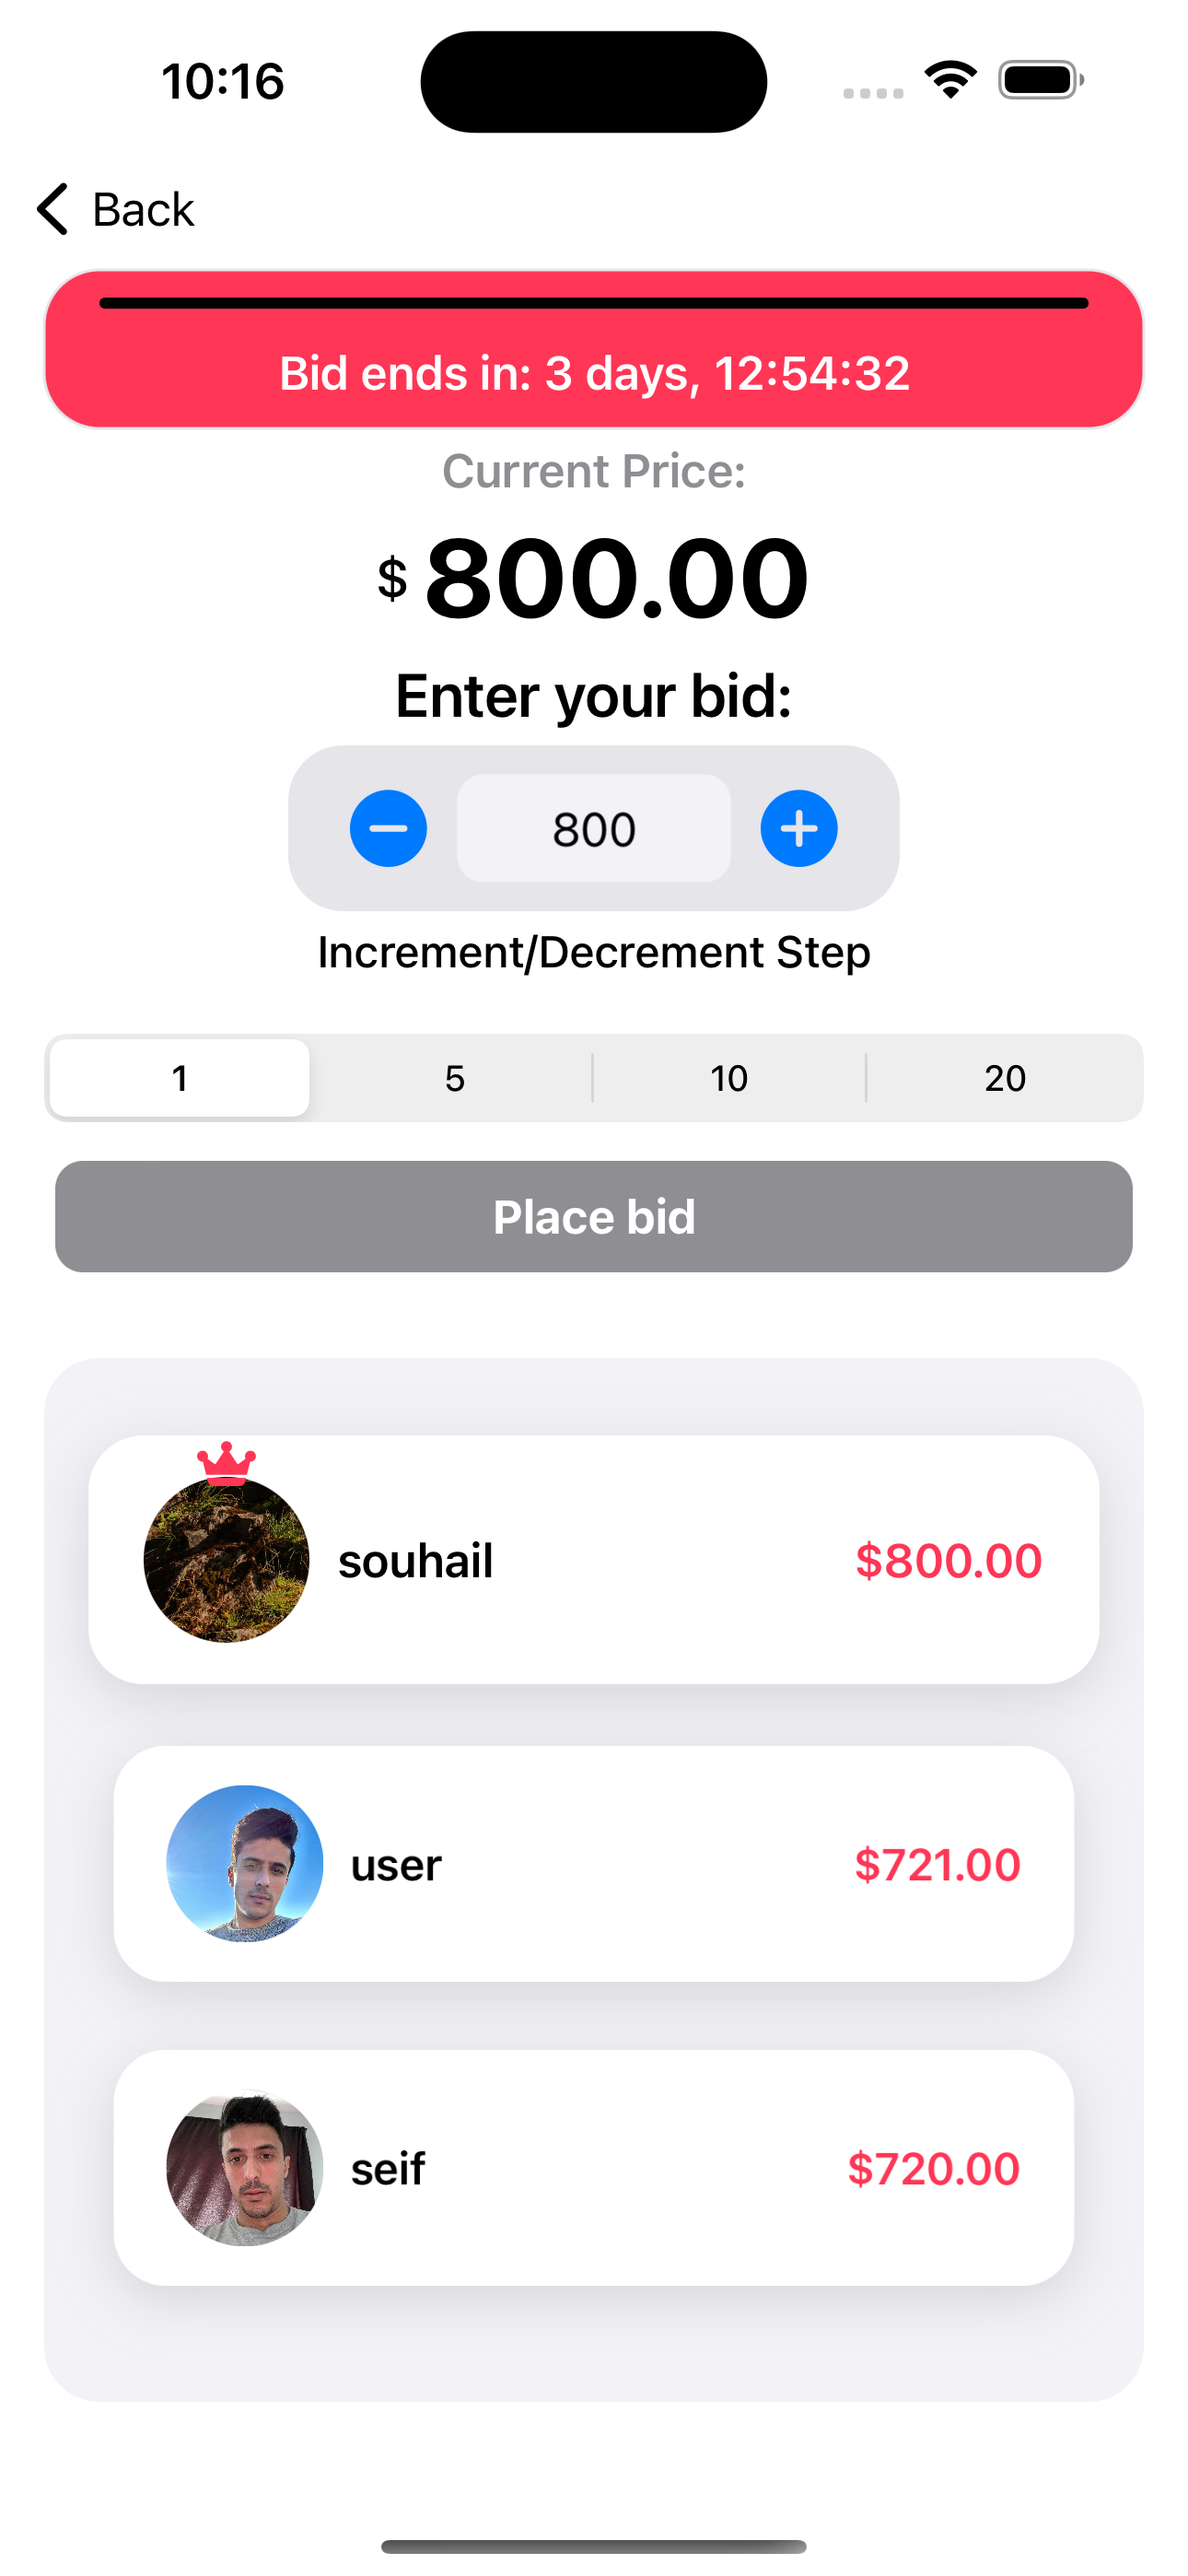 10:16
Back
Bid ends in: 3 days, 12:54:32
Current Price:
$ 800.00
Enter your bid:
800
Increment/Decrement Step
1 5 10 20
Place bid
souhail $800.00
user $721.00
seif $720.00